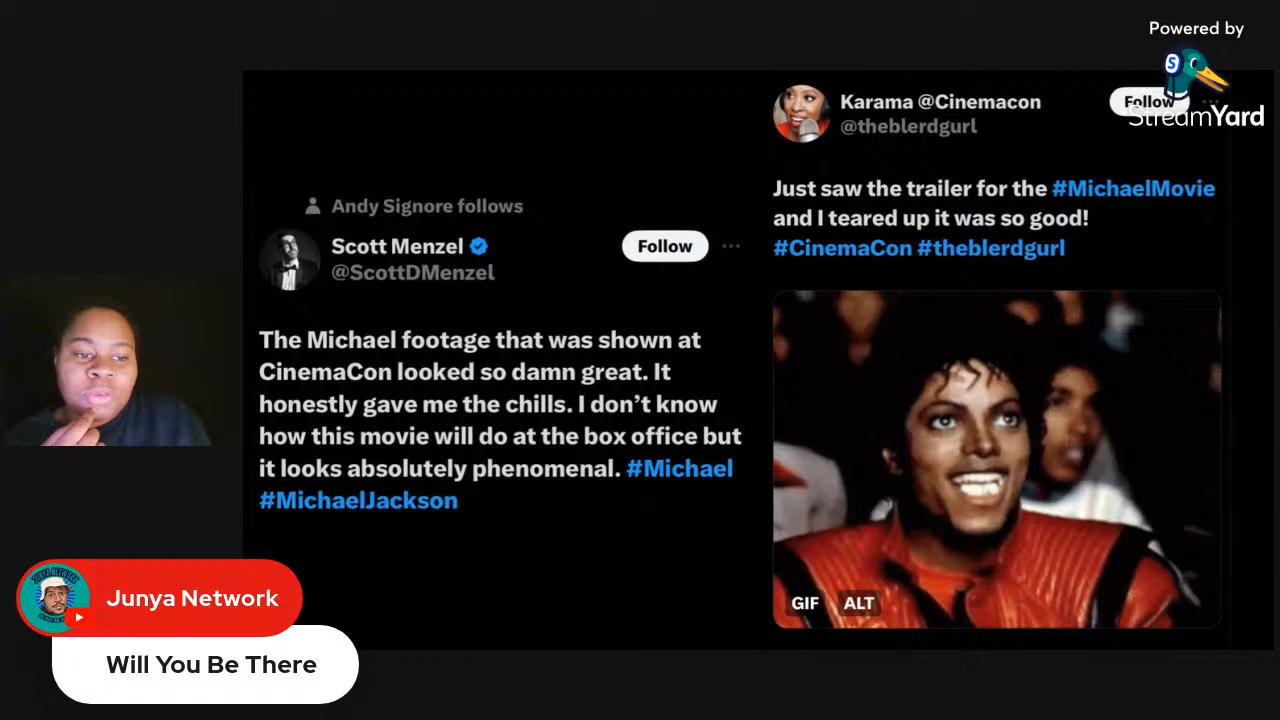 Powered by
StreamYard
Andy Signore follows
Scott Menzel
@ScottDMenzel
Follow
The Michael footage that was shown at
CinemaCon looked so damn great. It
honestly gave me the chills. I don’t know
how this movie will do at the box office but
it looks absolutely phenomenal. #Michael
#MichaelJackson
Karama @Cinemacon
@theblerdgurl
Follow
Just saw the trailer for the #MichaelMovie
and I teared up it was so good!
#CinemaCon #theblerdgurl
GIF ALT
Junya Network
Will You Be There